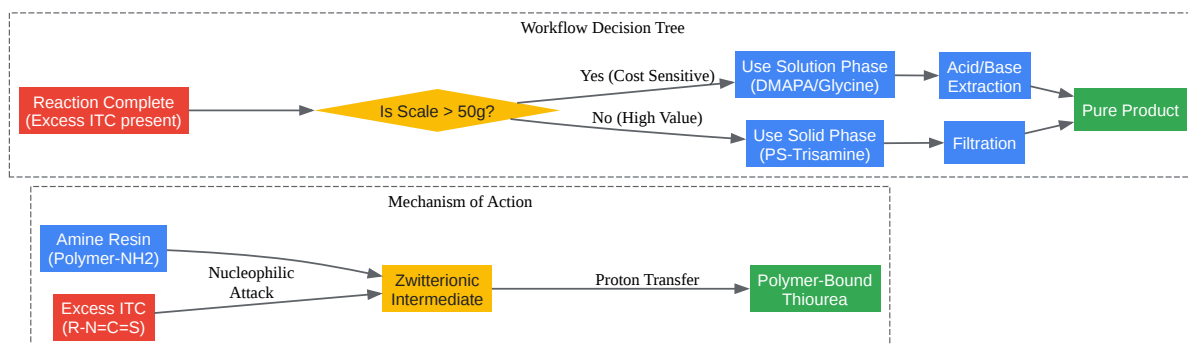 Workflow Decision Tree
Reaction Complete
(Excess ITC present)
Is Scale > 50g?
Yes (Cost Sensitive)
No (High Value)
Use Solution Phase
(DMAPA/Glycine)
Use Solid Phase
(PS-Trisamine)
Acid/Base
Extraction
Filtration
Pure Product
Mechanism of Action
Amine Resin
(Polymer-NH2)
Excess ITC
(R-N=C=S)
Nucleophilic
Attack
Zwitterionic
Intermediate
Proton Transfer
Polymer-Bound
Thiourea